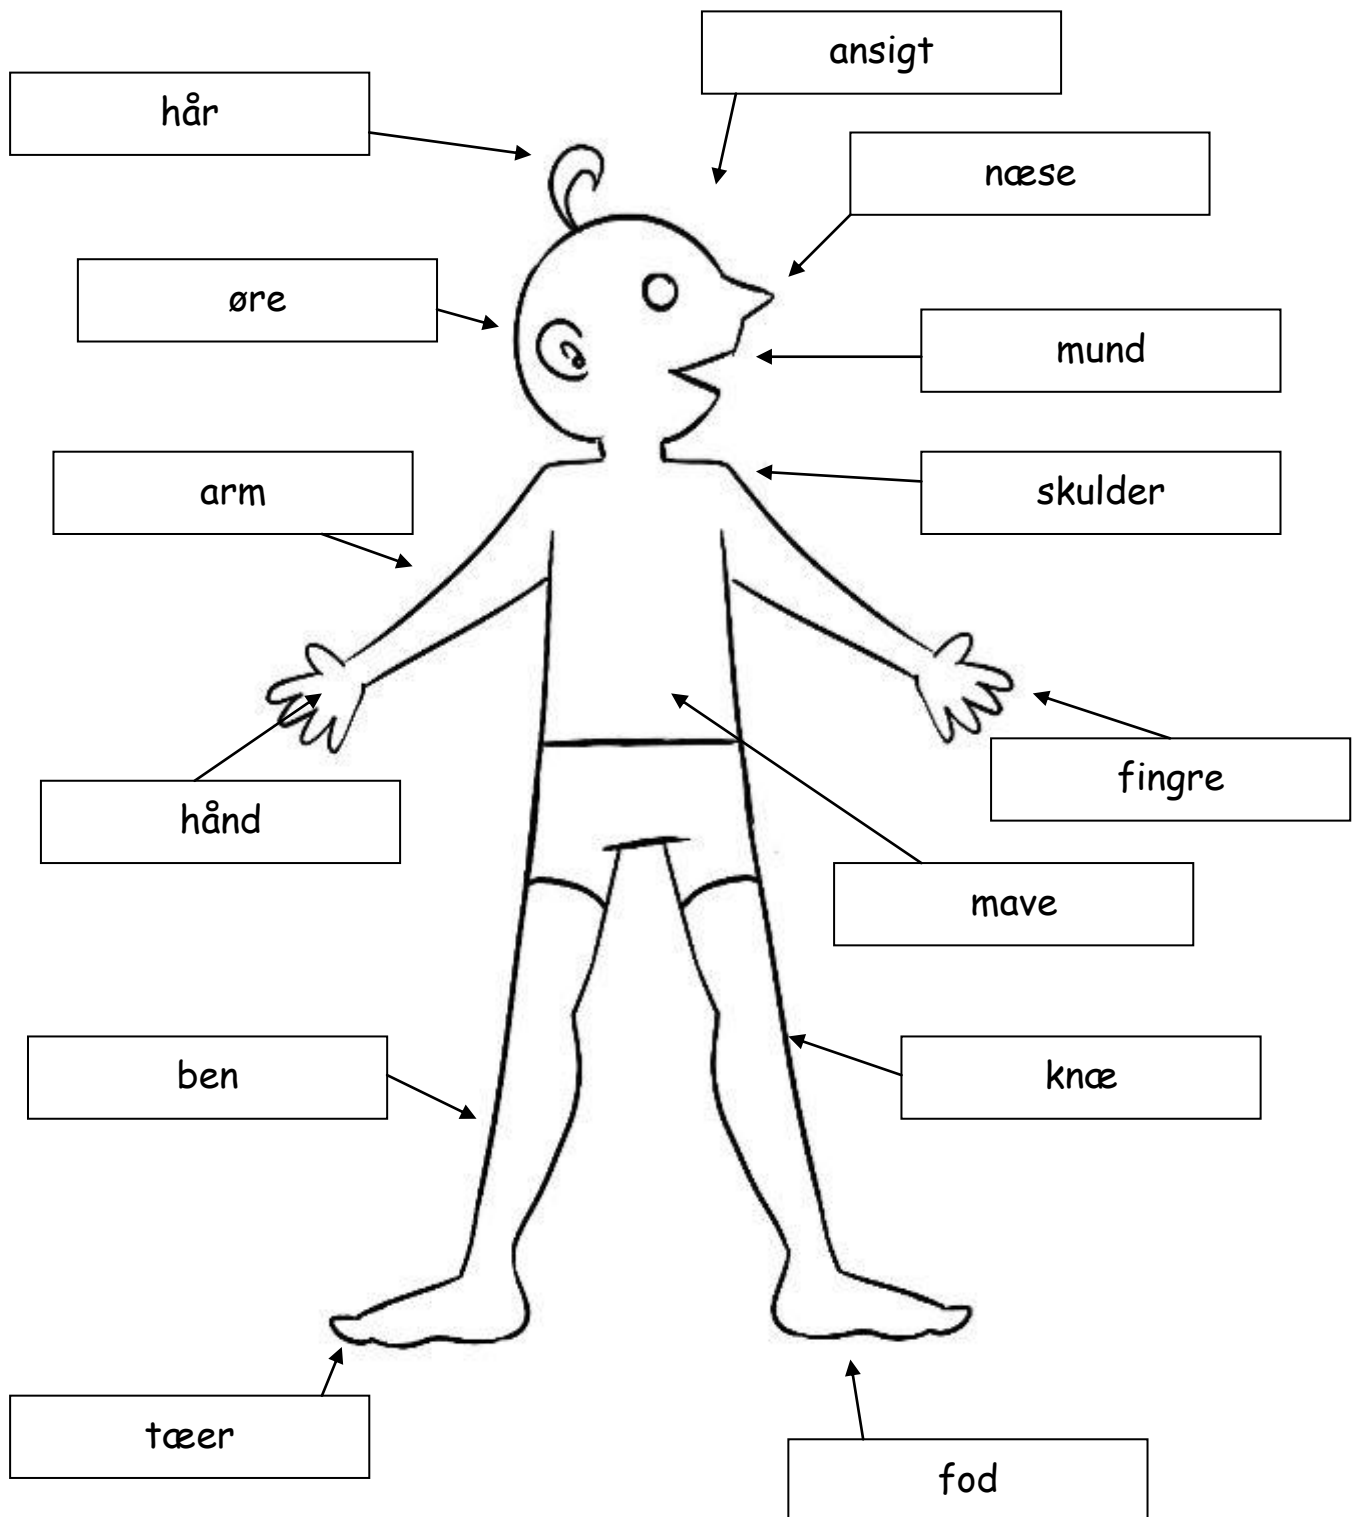 ansigt
hår
næse
øre
mund
arm
skulder
hånd
fingre
mave
ben
knæ
tæer
fod